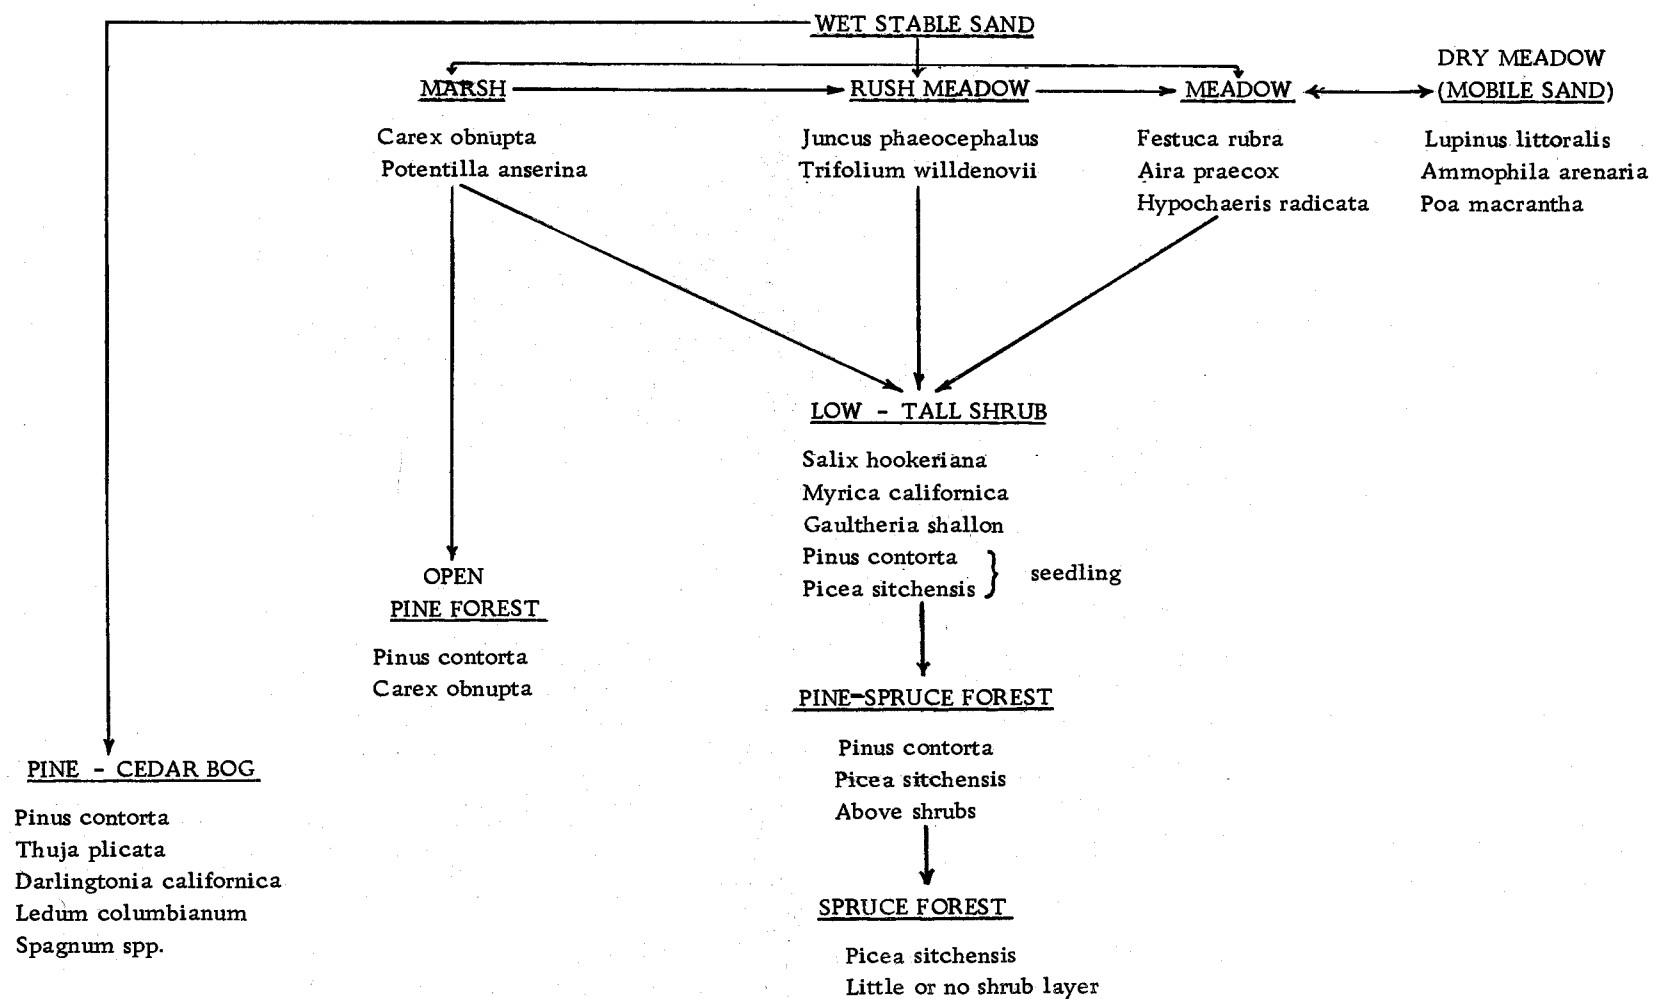 WET STABLE SAND
DRY MEADOW
MARSH
RUSH MEADOW
MEADOW
(MOBILE SAND)
Carex obnupta
Potentilla anserina
Juncus phaeocephalus
Trifolium willdenovii
Festuca rubra
Aira praecox
Hypochaeris radicata
Lupinus littoralis
Ammophila arenaria
Poa macrantha
LOW - TALL SHRUB
Salix hookeriana
Myrica californica
Gaultheria shallon
Pinus contorta
Picea sitchensis
seedling
OPEN
PINE FOREST
Pinus contorta
Carex obnupta
PINE-SPRUCE FOREST
Pinus contorta
Picea sitchensis
Above shrubs
PINE - CEDAR BOG
Pinus contorta
Thuja plicata
Darlingtonia californica
Ledum columbianum
Spagnum spp.
SPRUCE FOREST
Picea sitchensis
Little or no shrub layer